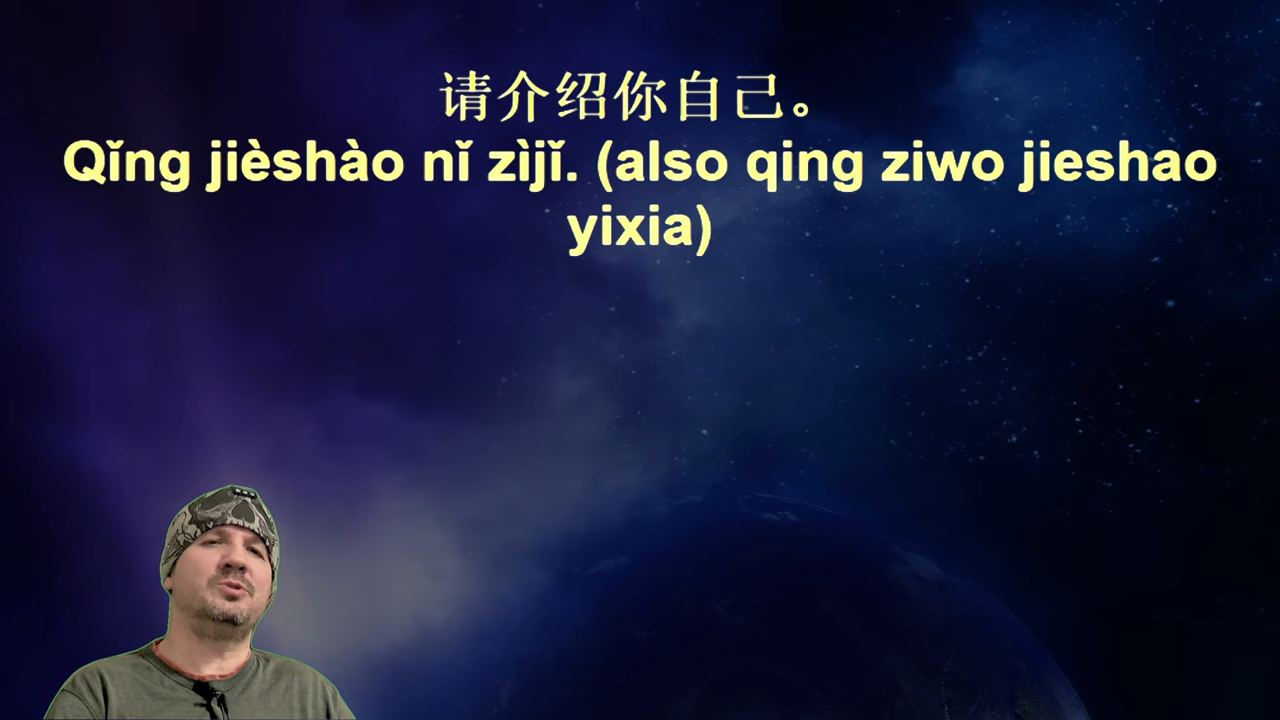 请介绍你自己。
Qǐng jièshào nǐ zìjǐ. (also qing ziwo jieshao
yixia)